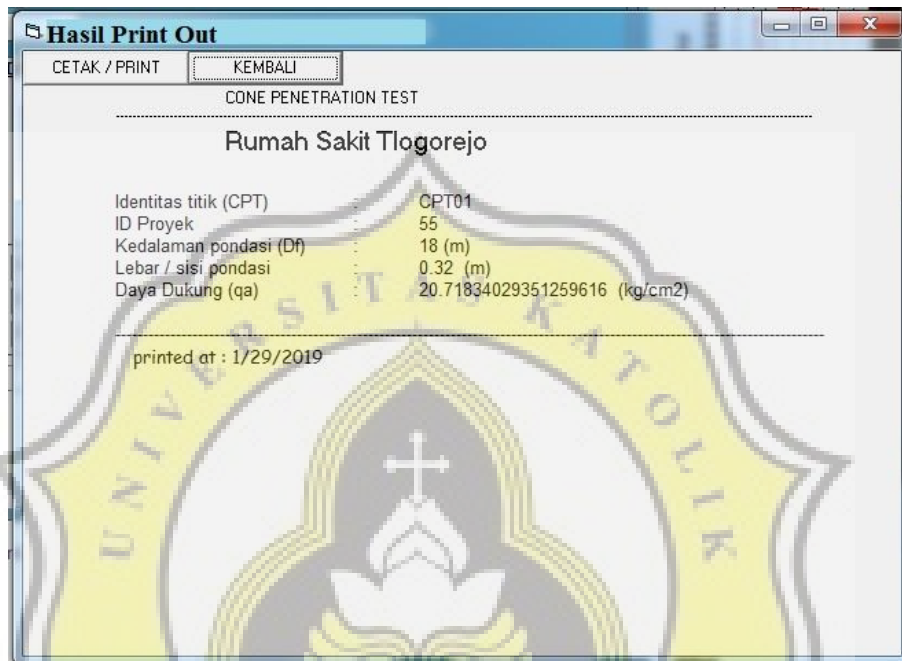 Hasil Print Out
CETAK / PRINT KEMBALI
CONE PENETRATION TEST
Rumah Sakit Tlogorejo
Identitas titik (CPT) : CPT01
ID Proyek : 55
Kedalaman pondasi (Df) : 18 (m)
Lebar / sisi pondasi : 0.32 (m)
Daya Dukung (qa) : 20.71834029351259616 (kg/cm2)
printed at : 1/29/2019
UNIVERSITAS KATOLIK